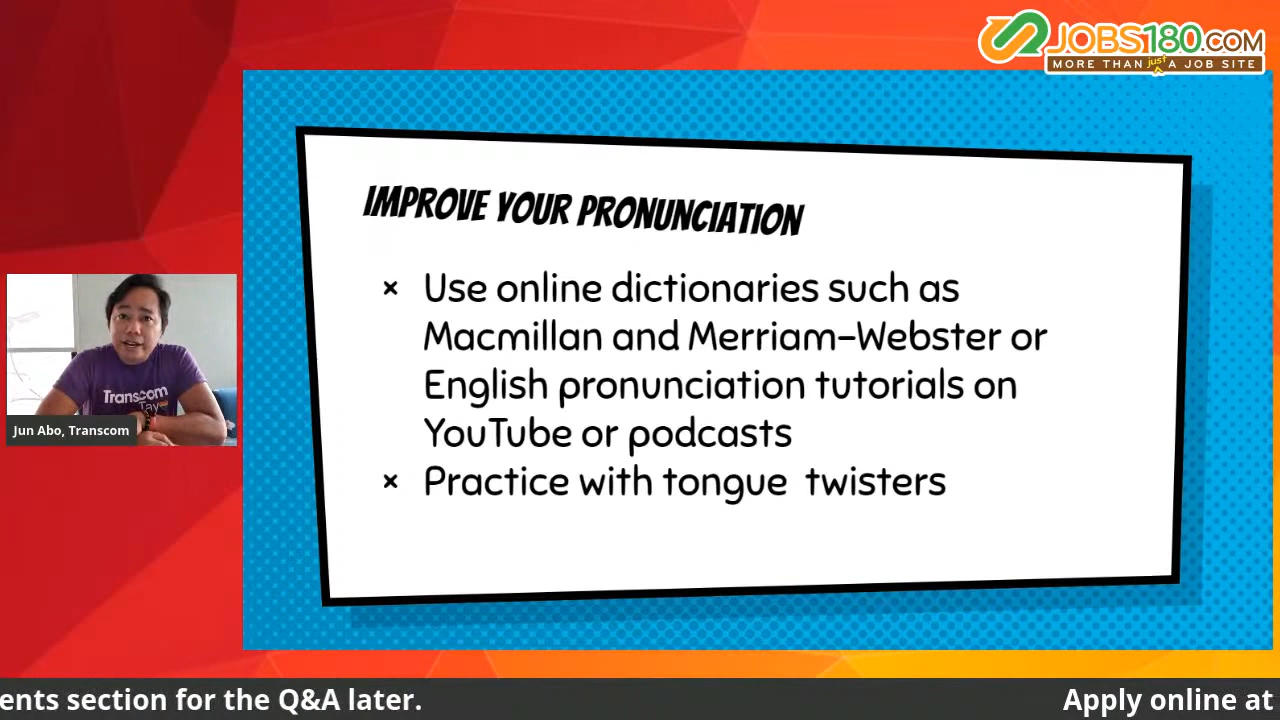 JOBS180.COM
MORE THAN just A JOB SITE
IMPROVE YOUR PRONUNCIATION
× Use online dictionaries such as
Macmillan and Merriam-Webster or
English pronunciation tutorials on
YouTube or podcasts
× Practice with tongue twisters
Transcom
Jun Abo, Transcom
ents section for the Q&A later.
Apply online at